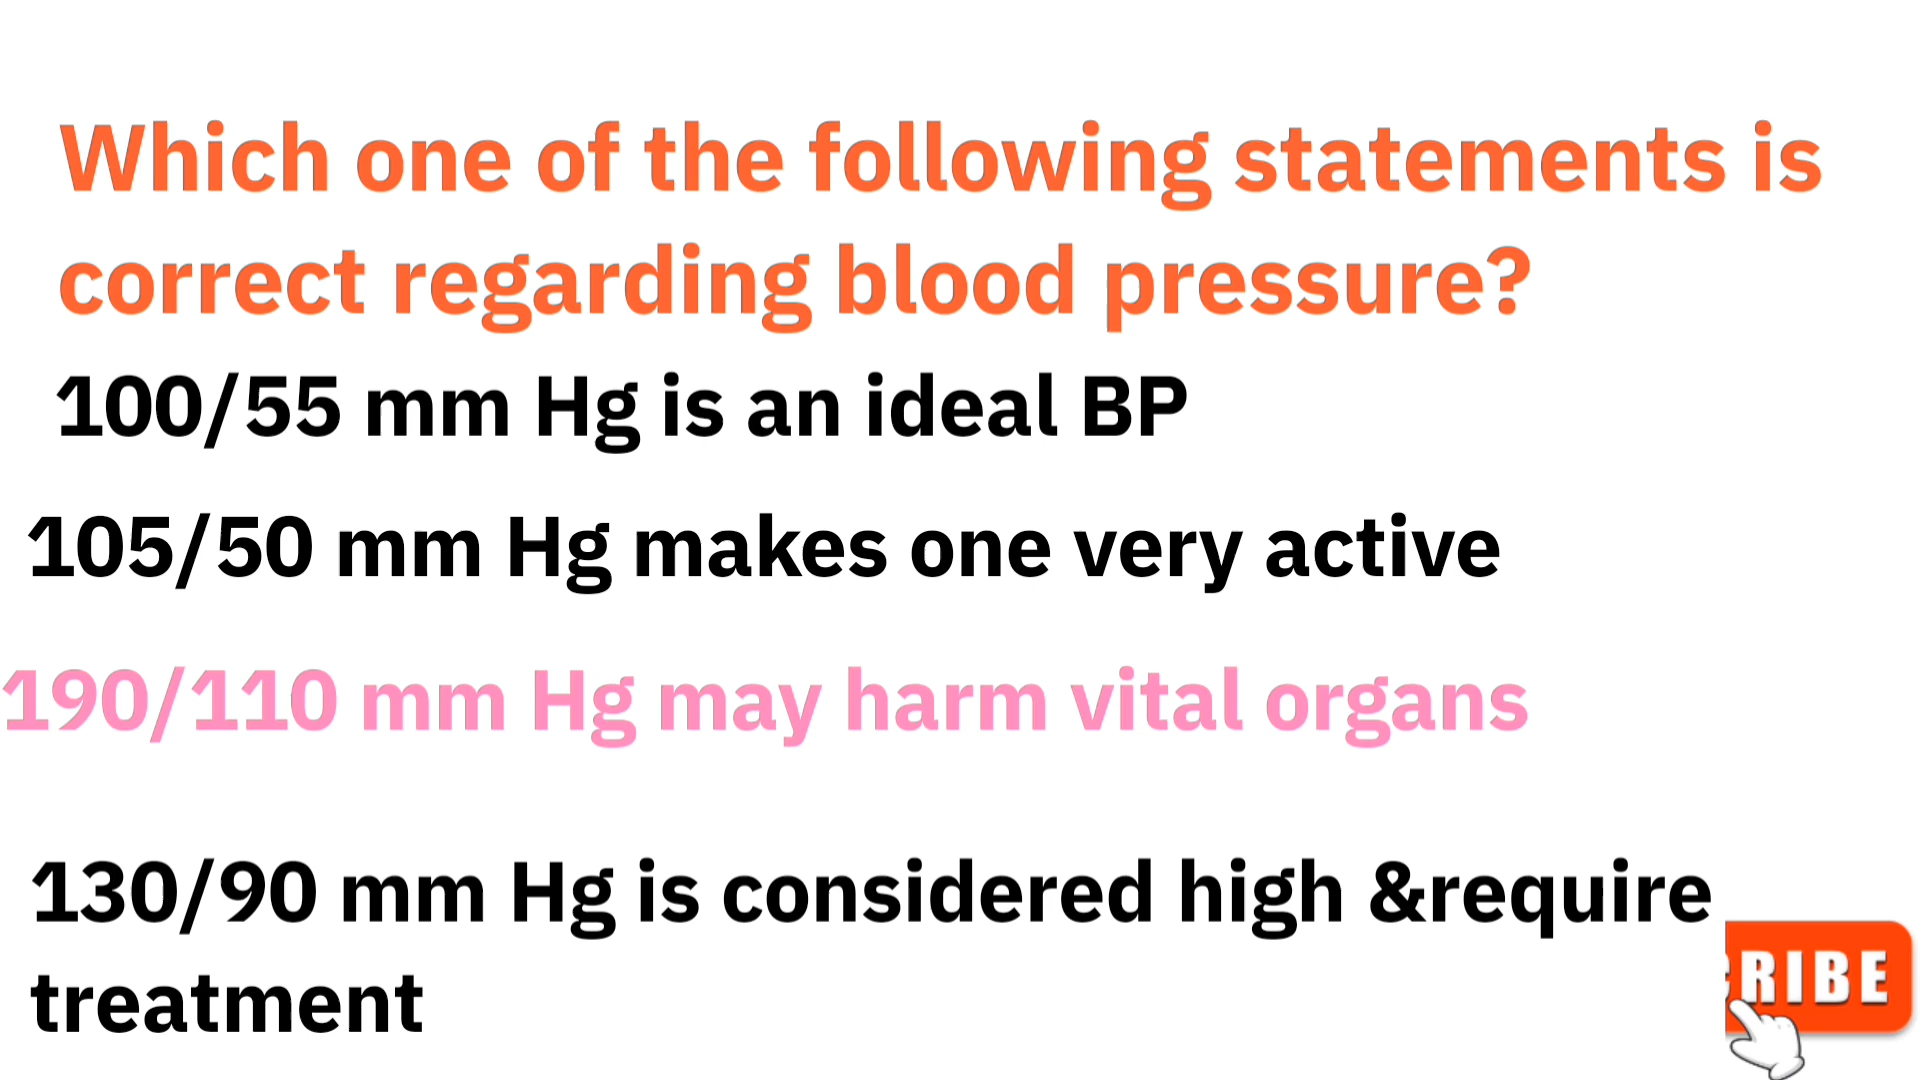 Which one of the following statements is
correct regarding blood pressure?
100/55 mm Hg is an ideal BP
105/50 mm Hg makes one very active
190/110 mm Hg may harm vital organs
130/90 mm Hg is considered high &require
treatment
RIBE